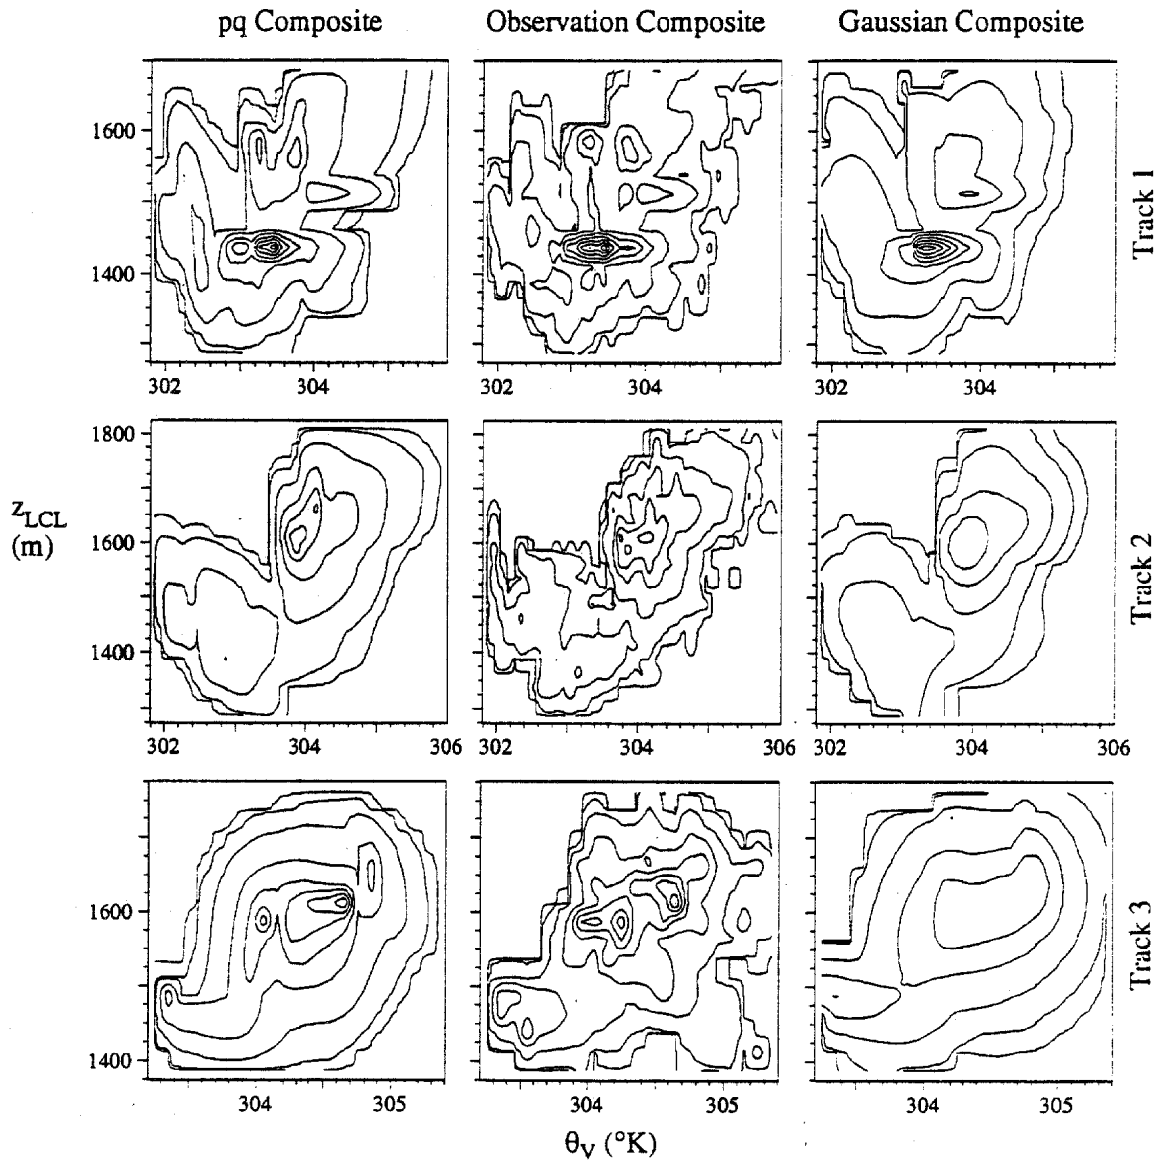 pq Composite Observation Composite Gaussian Composite
1600
1400
Track 1
302 304 302 304 302 304
1800
1600
1400
z_LCL
(m)
Track 2
302 304 306 302 304 306 302 304 306
1600
1400
Track 3
304 305 304 305 304 305
θ_V (°K)